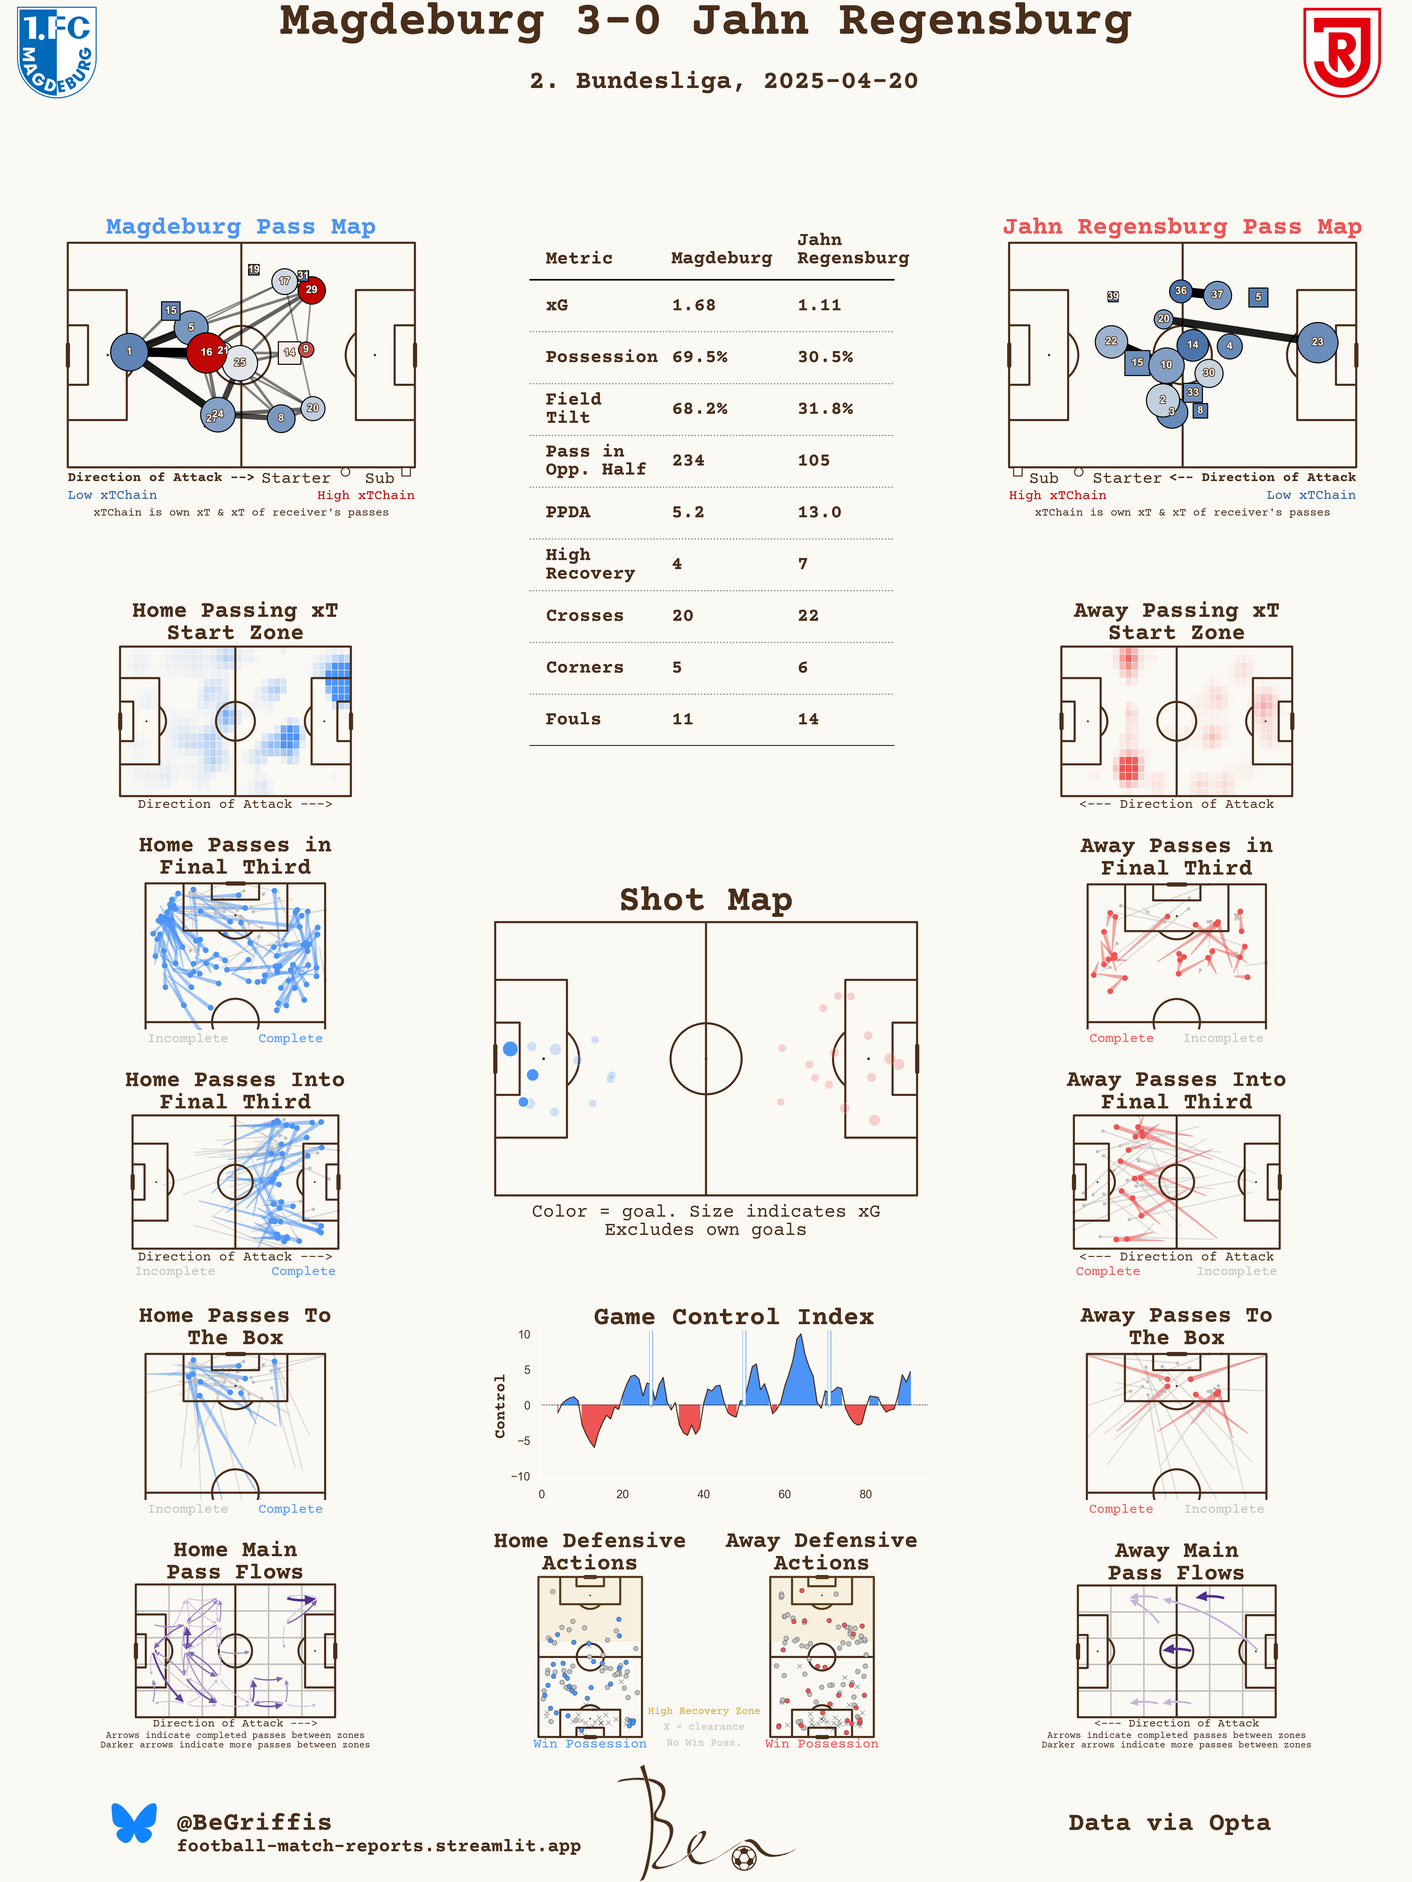 Magdeburg 3-0 Jahn Regensburg
2. Bundesliga, 2025-04-20
1.FC
MAGDEBURG
Magdeburg Pass Map
19
17
31
29
15
5
1
16
25
14
9
24
27
8
20
Direction of Attack --> Starter Sub
Low xTChain High xTChain
xTChain is own xT & xT of receiver's passes
Metric Magdeburg Jahn Regensburg
xG 1.68 1.11
Possession 69.5% 30.5%
Field Tilt 68.2% 31.8%
Pass in Opp. Half 234 105
PPDA 5.2 13.0
High Recovery 4 7
Crosses 20 22
Corners 5 6
Fouls 11 14
Jahn Regensburg Pass Map
39
36
37
5
20
22
14
4
23
15
10
30
2
33
3
8
Sub Starter <-- Direction of Attack
High xTChain Low xTChain
xTChain is own xT & xT of receiver's passes
Home Passing xT
Start Zone
Direction of Attack --->
Away Passing xT
Start Zone
<--- Direction of Attack
Home Passes in
Final Third
Incomplete Complete
Away Passes in
Final Third
Complete Incomplete
Shot Map
Color = goal. Size indicates xG
Excludes own goals
Home Passes Into
Final Third
Direction of Attack --->
Incomplete Complete
Away Passes Into
Final Third
<--- Direction of Attack
Complete Incomplete
Home Passes To
The Box
Incomplete Complete
Game Control Index
Control
10
5
0
−5
−10
0 20 40 60 80
Away Passes To
The Box
Complete Incomplete
Home Main
Pass Flows
Direction of Attack --->
Arrows indicate completed passes between zones
Darker arrows indicate more passes between zones
Home Defensive
Actions
Win Possession
High Recovery Zone
X = clearance
No Win Poss.
Away Defensive
Actions
Win Possession
Away Main
Pass Flows
<--- Direction of Attack
Arrows indicate completed passes between zones
Darker arrows indicate more passes between zones
@BeGriffis
football-match-reports.streamlit.app
Ben
Data via Opta